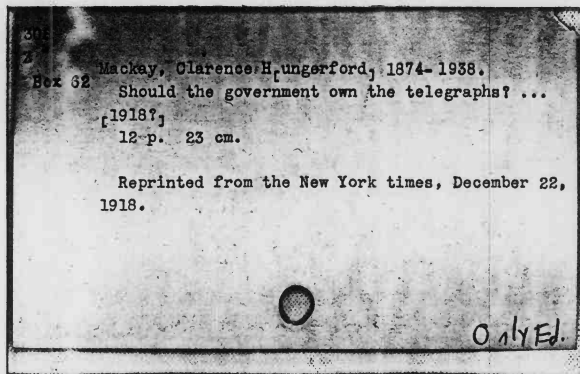 308
Z
Box 62
Mackay, Clarence H[ungerford] 1874-1938.
Should the government own the telegraphs? ...
[1918?]
12 p. 23 cm.
Reprinted from the New York times, December 22,
1918.
Only Ed.